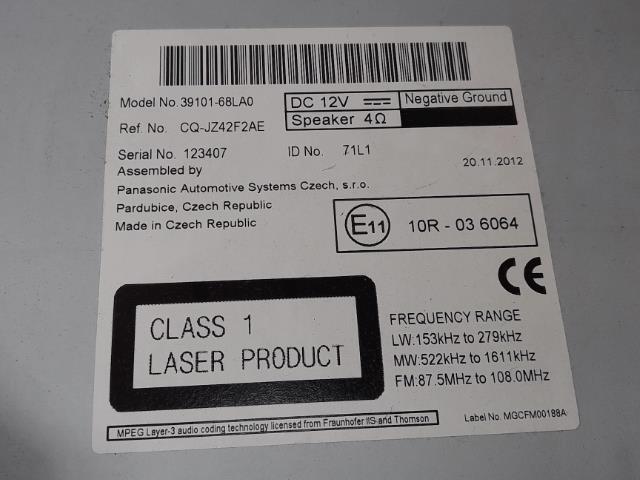 Model No. 39101-68LA0
DC 12V
Negative Ground
Speaker 4Ω
Ref. No. CQ-JZ42F2AE
Serial No. 123407
ID No. 71L1
20.11.2012
Assembled by
Panasonic Automotive Systems Czech, s.r.o.
Pardubice, Czech Republic
Made in Czech Republic
E11
10R - 03 6064
CE
CLASS 1
LASER PRODUCT
FREQUENCY RANGE
LW:153kHz to 279kHz
MW:522kHz to 1611kHz
FM:87.5MHz to 108.0MHz
MPEG Layer-3 audio coding technology licensed from Fraunhofer IIS and Thomson
Label No. MGCFM00188A